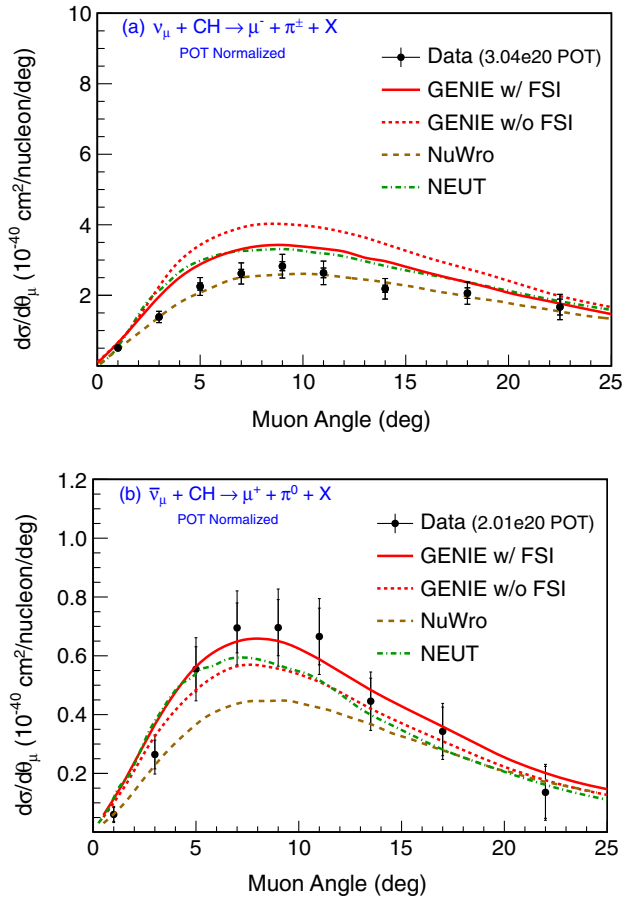 (a) νμ + CH → μ- + π± + X
POT Normalized
Data (3.04e20 POT)
GENIE w/ FSI
GENIE w/o FSI
NuWro
NEUT
10
8
6
4
2
0
5
10
15
20
25
dσ/dθμ (10-40 cm2/nucleon/deg)
Muon Angle (deg)
(b) ν̄μ + CH → μ+ + π0 + X
POT Normalized
Data (2.01e20 POT)
GENIE w/ FSI
GENIE w/o FSI
NuWro
NEUT
1.2
1.0
0.8
0.6
0.4
0.2
0
5
10
15
20
25
dσ/dθμ (10-40 cm2/nucleon/deg)
Muon Angle (deg)